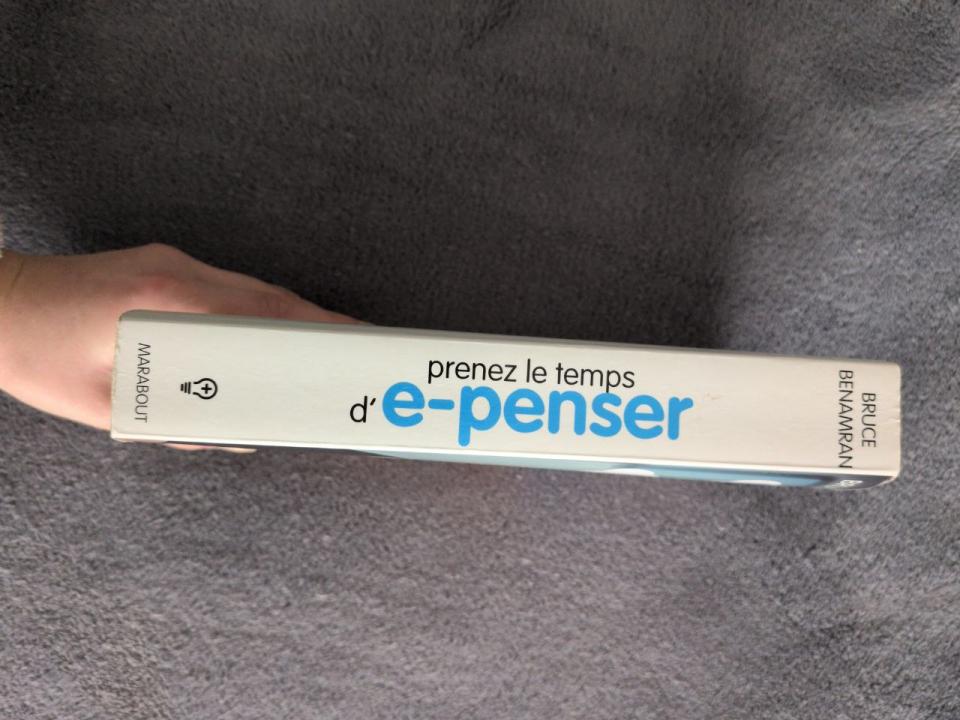 MARABOUT
prenez le temps
d'e-penser
BRUCE
BENAMRAN